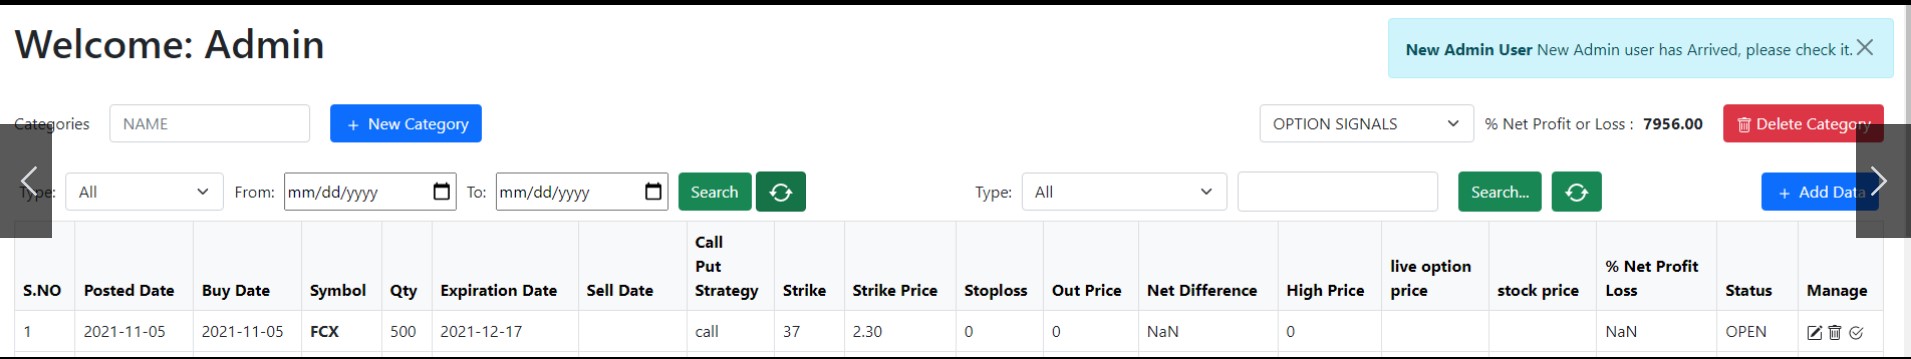 Welcome: Admin
New Admin User New Admin user has Arrived, please check it.
Categories NAME + New Category OPTION SIGNALS % Net Profit or Loss : 7956.00 Delete Category
Type: All From: mm/dd/yyyy To: mm/dd/yyyy Search Type: All Search... + Add Data
S.NO Posted Date Buy Date Symbol Qty Expiration Date Sell Date Call Put Strategy Strike Strike Price Stoploss Out Price Net Difference High Price live option price stock price % Net Profit Loss Status Manage
1 2021-11-05 2021-11-05 FCX 500 2021-12-17 call 37 2.30 0 0 NaN 0 NaN OPEN